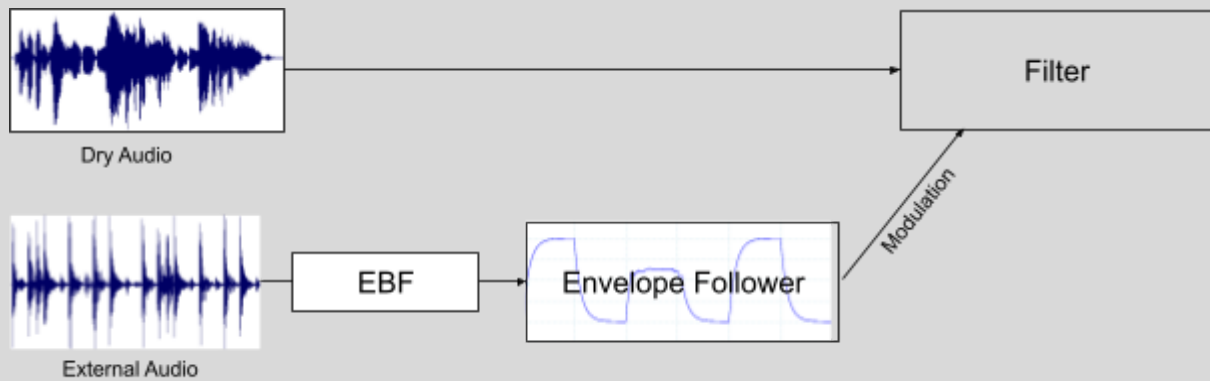 Filter
Dry Audio
Modulation
EBF
Envelope Follower
External Audio